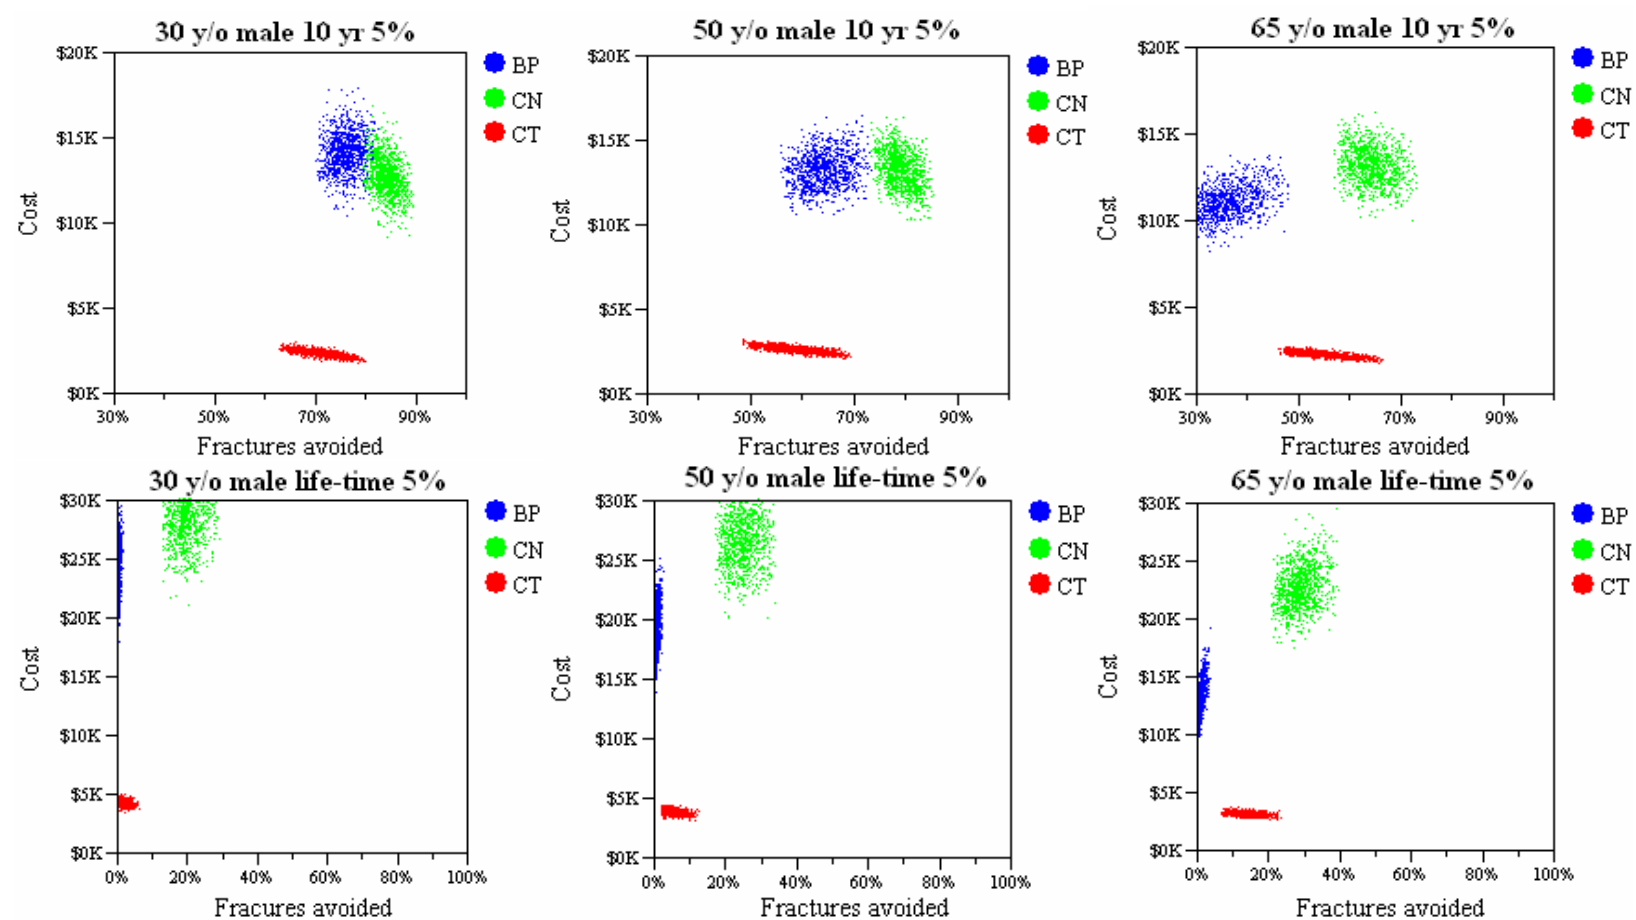 30 y/o male 10 yr 5%
$20K
$15K
$10K
$5K
$0K
Cost
30%
50%
70%
90%
Fractures avoided
BP
CN
CT
50 y/o male 10 yr 5%
$20K
$15K
$10K
$5K
$0K
Cost
30%
50%
70%
90%
Fractures avoided
BP
CN
CT
65 y/o male 10 yr 5%
$20K
$15K
$10K
$5K
$0K
Cost
30%
50%
70%
90%
Fractures avoided
BP
CN
CT
30 y/o male life-time 5%
$30K
$25K
$20K
$15K
$10K
$5K
$0K
Cost
0%
20%
40%
60%
80%
100%
Fracures avoided
BP
CN
CT
50 y/o male life-time 5%
$30K
$25K
$20K
$15K
$10K
$5K
$0K
Cost
0%
20%
40%
60%
80%
100%
Fractures avoided
BP
CN
CT
65 y/o male life-time 5%
$30K
$25K
$20K
$15K
$10K
$5K
$0K
Cost
0%
20%
40%
60%
80%
100%
Fractures avoided
BP
CN
CT